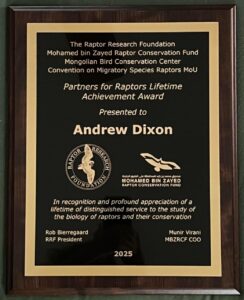 The Raptor Research Foundation
Mohamed bin Zayed Raptor Conservation Fund
Mongolian Bird Conservation Center
Convention on Migratory Species Raptors MoU
Partners for Raptors Lifetime
Achievement Award
Presented to
Andrew Dixon
RAPTOR RESEARCH
FOUNDATION
MOHAMED BIN ZAYED
RAPTOR CONSERVATION FUND
In recognition and profound appreciation of a
lifetime of distinguished service to the study of
the biology of raptors and their conservation
Rob Bierregaard
RRF President
Munir Virani
MBZRCF COO
2025